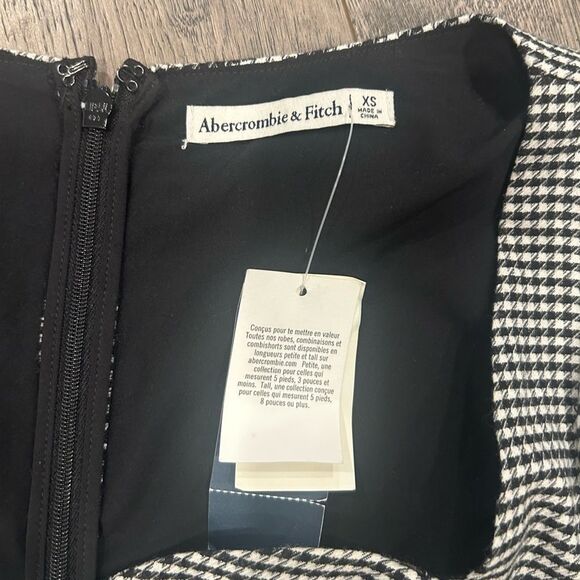 Abercrombie & Fitch
XS
MADE IN
CHINA
Conçus pour te mettre en valeur
Toutes nos robes, combinaisons et
combishorts sont disponibles en
longueurs petite et tall sur
abercrombie.com Petite, une
collection pour celles qui
mesurent 5 pieds, 3 pouces et
moins. Tall, une collection conçue
pour celles qui mesurent 5 pieds,
8 pouces ou plus.